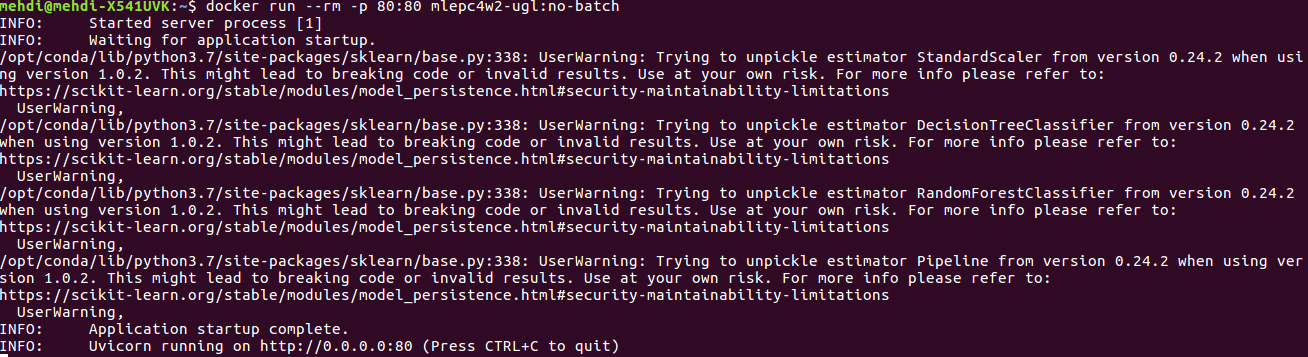 mehdi@mehdi-X541UVK:~$ docker run --rm -p 80:80 mlepc4w2-ugl:no-batch
INFO:     Started server process [1]
INFO:     Waiting for application startup.
/opt/conda/lib/python3.7/site-packages/sklearn/base.py:338: UserWarning: Trying to unpickle estimator StandardScaler from version 0.24.2 when usi
ng version 1.0.2. This might lead to breaking code or invalid results. Use at your own risk. For more info please refer to:
https://scikit-learn.org/stable/modules/model_persistence.html#security-maintainability-limitations
  UserWarning,
/opt/conda/lib/python3.7/site-packages/sklearn/base.py:338: UserWarning: Trying to unpickle estimator DecisionTreeClassifier from version 0.24.2
when using version 1.0.2. This might lead to breaking code or invalid results. Use at your own risk. For more info please refer to:
https://scikit-learn.org/stable/modules/model_persistence.html#security-maintainability-limitations
  UserWarning,
/opt/conda/lib/python3.7/site-packages/sklearn/base.py:338: UserWarning: Trying to unpickle estimator RandomForestClassifier from version 0.24.2
when using version 1.0.2. This might lead to breaking code or invalid results. Use at your own risk. For more info please refer to:
https://scikit-learn.org/stable/modules/model_persistence.html#security-maintainability-limitations
  UserWarning,
/opt/conda/lib/python3.7/site-packages/sklearn/base.py:338: UserWarning: Trying to unpickle estimator Pipeline from version 0.24.2 when using ver
sion 1.0.2. This might lead to breaking code or invalid results. Use at your own risk. For more info please refer to:
https://scikit-learn.org/stable/modules/model_persistence.html#security-maintainability-limitations
  UserWarning,
INFO:     Application startup complete.
INFO:     Uvicorn running on http://0.0.0.0:80 (Press CTRL+C to quit)